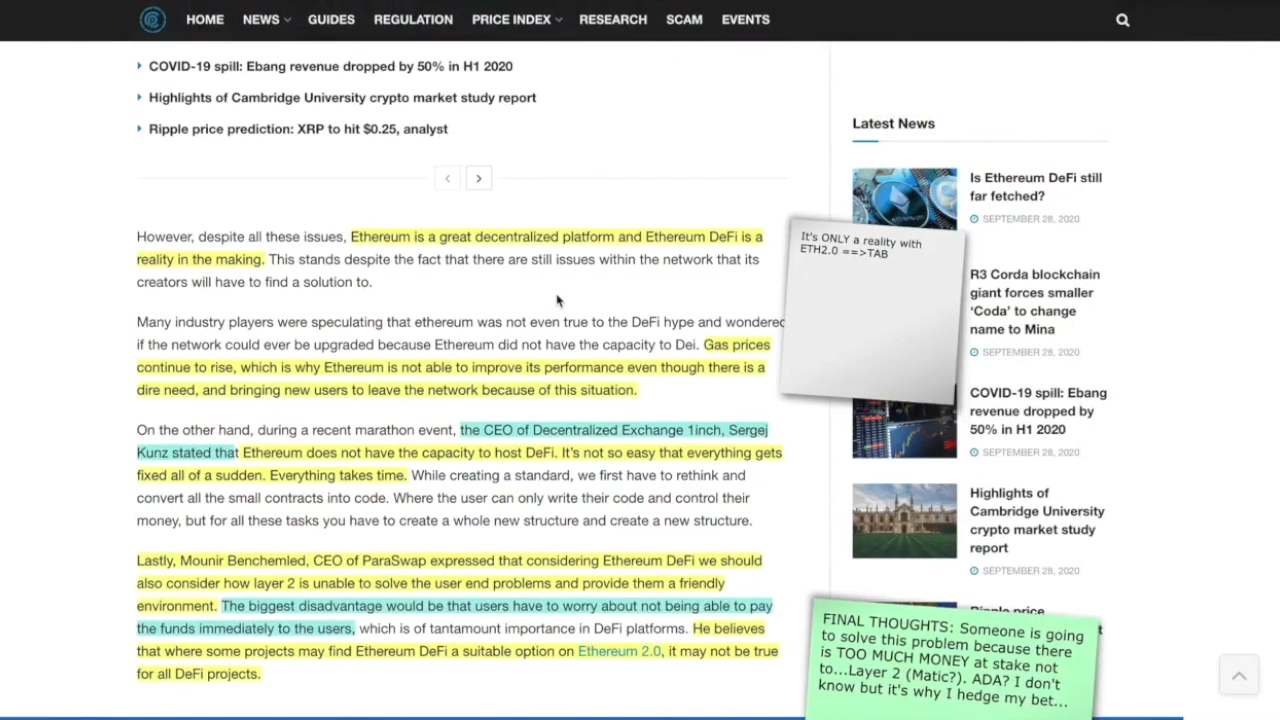 HOME NEWS GUIDES REGULATION PRICE INDEX RESEARCH SCAM EVENTS
COVID-19 spill: Ebang revenue dropped by 50% in H1 2020
Highlights of Cambridge University crypto market study report
Ripple price prediction: XRP to hit $0.25, analyst
However, despite all these issues, Ethereum is a great decentralized platform and Ethereum DeFi is a
reality in the making. This stands despite the fact that there are still issues within the network that its
creators will have to find a solution to.
Many industry players were speculating that ethereum was not even true to the DeFi hype and wondered
if the network could ever be upgraded because Ethereum did not have the capacity to Dei. Gas prices
continue to rise, which is why Ethereum is not able to improve its performance even though there is a
dire need, and bringing new users to leave the network because of this situation.
On the other hand, during a recent marathon event, the CEO of Decentralized Exchange 1inch, Sergej
Kunz stated that Ethereum does not have the capacity to host DeFi. It's not so easy that everything gets
fixed all of a sudden. Everything takes time. While creating a standard, we first have to rethink and
convert all the small contracts into code. Where the user can only write their code and control their
money, but for all these tasks you have to create a whole new structure and create a new structure.
Lastly, Mounir Benchemled, CEO of ParaSwap expressed that considering Ethereum DeFi we should
also consider how layer 2 is unable to solve the user end problems and provide them a friendly
environment. The biggest disadvantage would be that users have to worry about not being able to pay
the funds immediately to the users, which is of tantamount importance in DeFi platforms. He believes
that where some projects may find Ethereum DeFi a suitable option on Ethereum 2.0, it may not be true
for all DeFi projects.
Latest News
Is Ethereum DeFi still
far fetched?
SEPTEMBER 28, 2020
It's ONLY a reality with
ETH2.0 ==>TAB
R3 Corda blockchain
giant forces smaller
'Coda' to change
name to Mina
SEPTEMBER 28, 2020
COVID-19 spill: Ebang
revenue dropped by
50% in H1 2020
SEPTEMBER 28, 2020
Highlights of
Cambridge University
crypto market study
report
SEPTEMBER 28, 2020
Ripple price
FINAL THOUGHTS: Someone is going
to solve this problem because there
is TOO MUCH MONEY at stake not
to...Layer 2 (Matic?). ADA? I don't
know but it's why I hedge my bet...